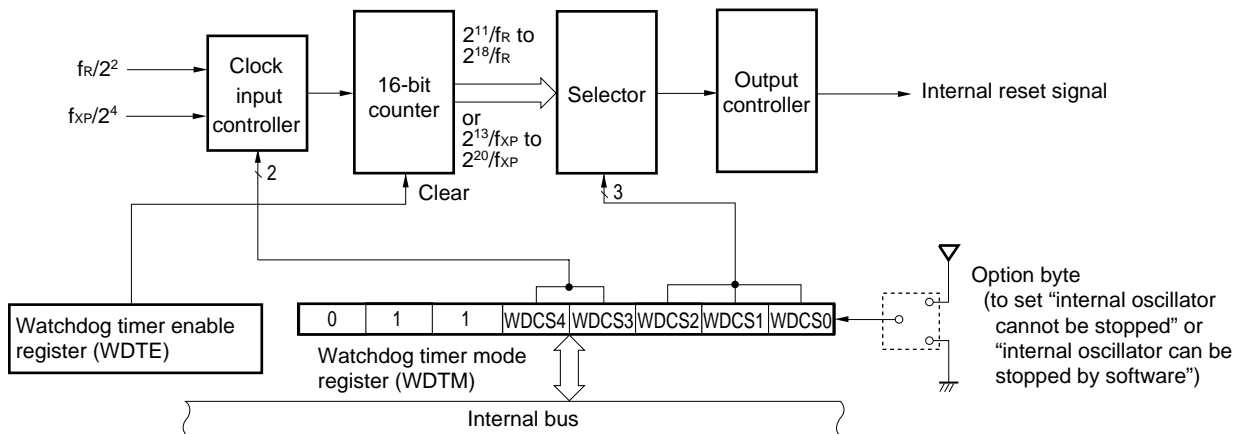 fR/2²
fXP/2⁴
Clock
input
controller
2
16-bit
counter
Clear
2¹¹/fR to
2¹⁸/fR
or
2¹³/fXP to
2²⁰/fXP
Selector
3
Output
controller
Internal reset signal
Watchdog timer enable
register (WDTE)
0 1 1 WDCS4 WDCS3 WDCS2 WDCS1 WDCS0
Watchdog timer mode
register (WDTM)
Option byte
(to set “internal oscillator
cannot be stopped” or
“internal oscillator can be
stopped by software”)
Internal bus